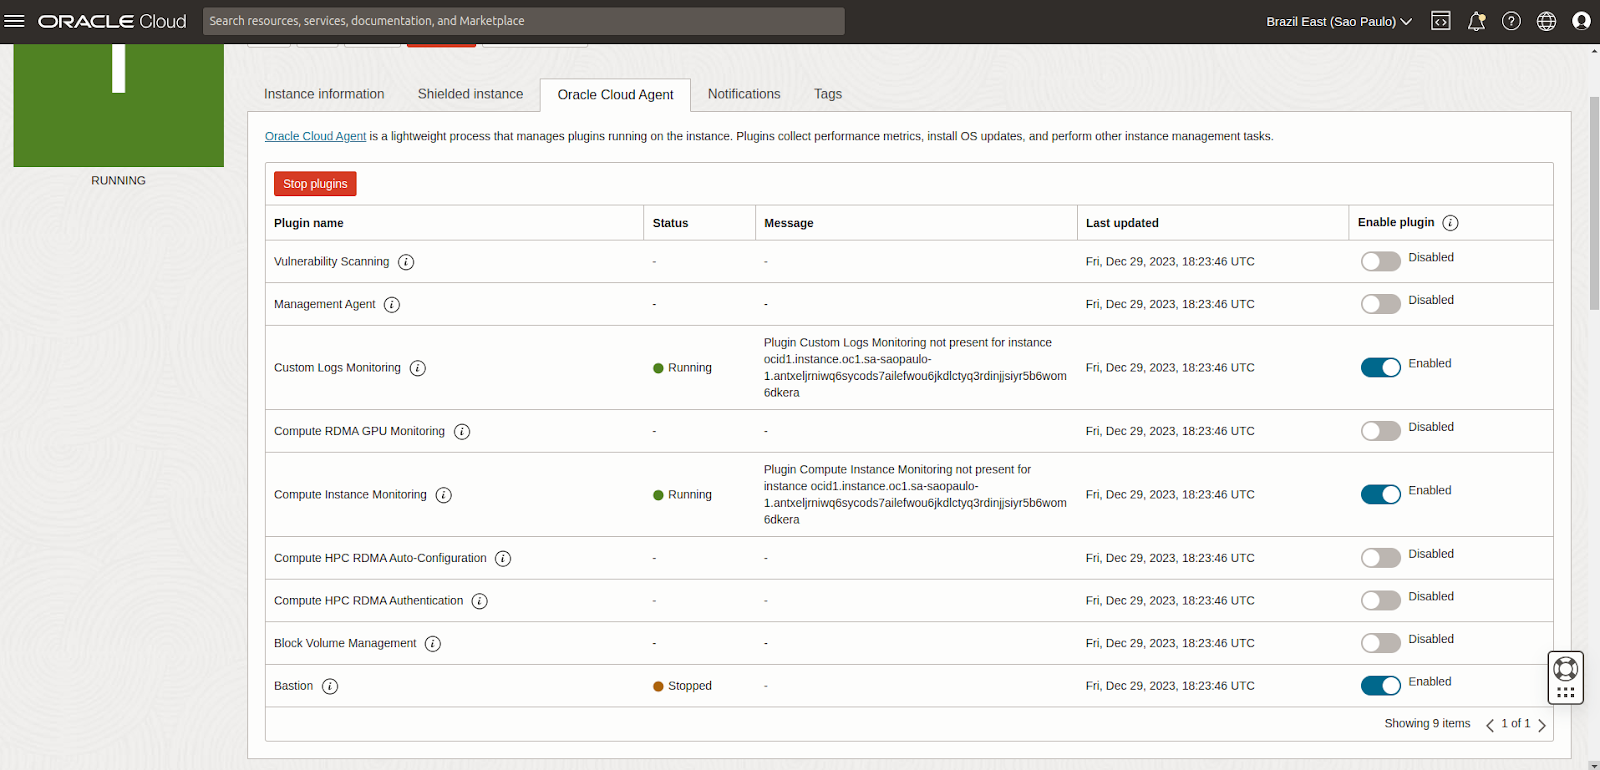 ORACLE Cloud
Search resources, services, documentation, and Marketplace
Brazil East (Sao Paulo)
RUNNING
Instance information
Shielded instance
Oracle Cloud Agent
Notifications
Tags
Oracle Cloud Agent is a lightweight process that manages plugins running on the instance. Plugins collect performance metrics, install OS updates, and perform other instance management tasks.
Stop plugins
Plugin name Status Message Last updated Enable plugin
Vulnerability Scanning - - Fri, Dec 29, 2023, 18:23:46 UTC Disabled
Management Agent - - Fri, Dec 29, 2023, 18:23:46 UTC Disabled
Custom Logs Monitoring Running
Plugin Custom Logs Monitoring not present for instance
ocid1.instance.oc1.sa-saopaulo-
1.antxeljrniwq6sycods7ailefwou6jkdlctyq3rdinjjsiyr5b6wom
6dkera
Fri, Dec 29, 2023, 18:23:46 UTC Enabled
Compute RDMA GPU Monitoring - - Fri, Dec 29, 2023, 18:23:46 UTC Disabled
Compute Instance Monitoring Running
Plugin Compute Instance Monitoring not present for
instance ocid1.instance.oc1.sa-saopaulo-
1.antxeljrniwq6sycods7ailefwou6jkdlctyq3rdinjjsiyr5b6wom
6dkera
Fri, Dec 29, 2023, 18:23:46 UTC Enabled
Compute HPC RDMA Auto-Configuration - - Fri, Dec 29, 2023, 18:23:46 UTC Disabled
Compute HPC RDMA Authentication - - Fri, Dec 29, 2023, 18:23:46 UTC Disabled
Block Volume Management - - Fri, Dec 29, 2023, 18:23:46 UTC Disabled
Bastion Stopped - Fri, Dec 29, 2023, 18:23:46 UTC Enabled
Showing 9 items 1 of 1